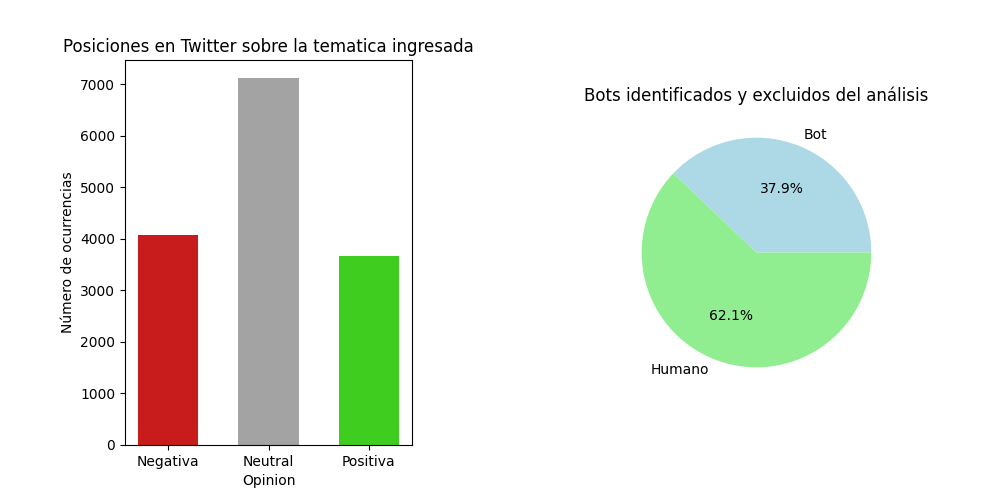 Posiciones en Twitter sobre la tematica ingresada
Número de ocurrencias
7000
6000
5000
4000
3000
2000
1000
0
Negativa
Neutral
Positiva
Opinion
Bots identificados y excluidos del análisis
Bot
37.9%
62.1%
Humano